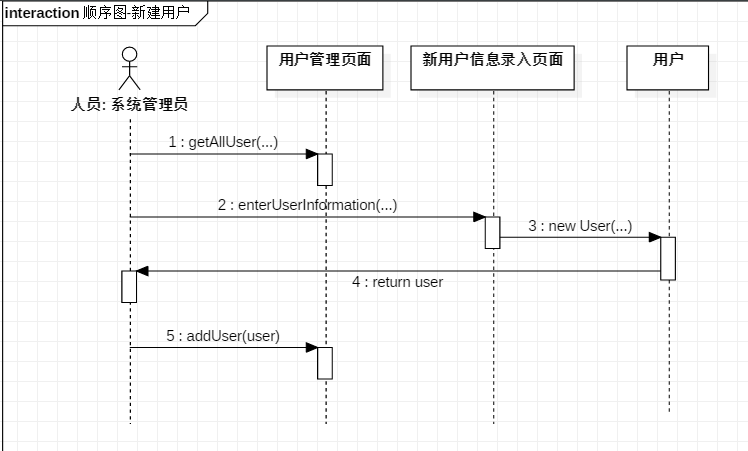 interaction 顺序图-新建用户
用户管理页面
新用户信息录入页面
用户
人员: 系统管理员
1 : getAllUser(...)
2 : enterUserInformation(...)
3 : new User(...)
4 : return user
5 : addUser(user)